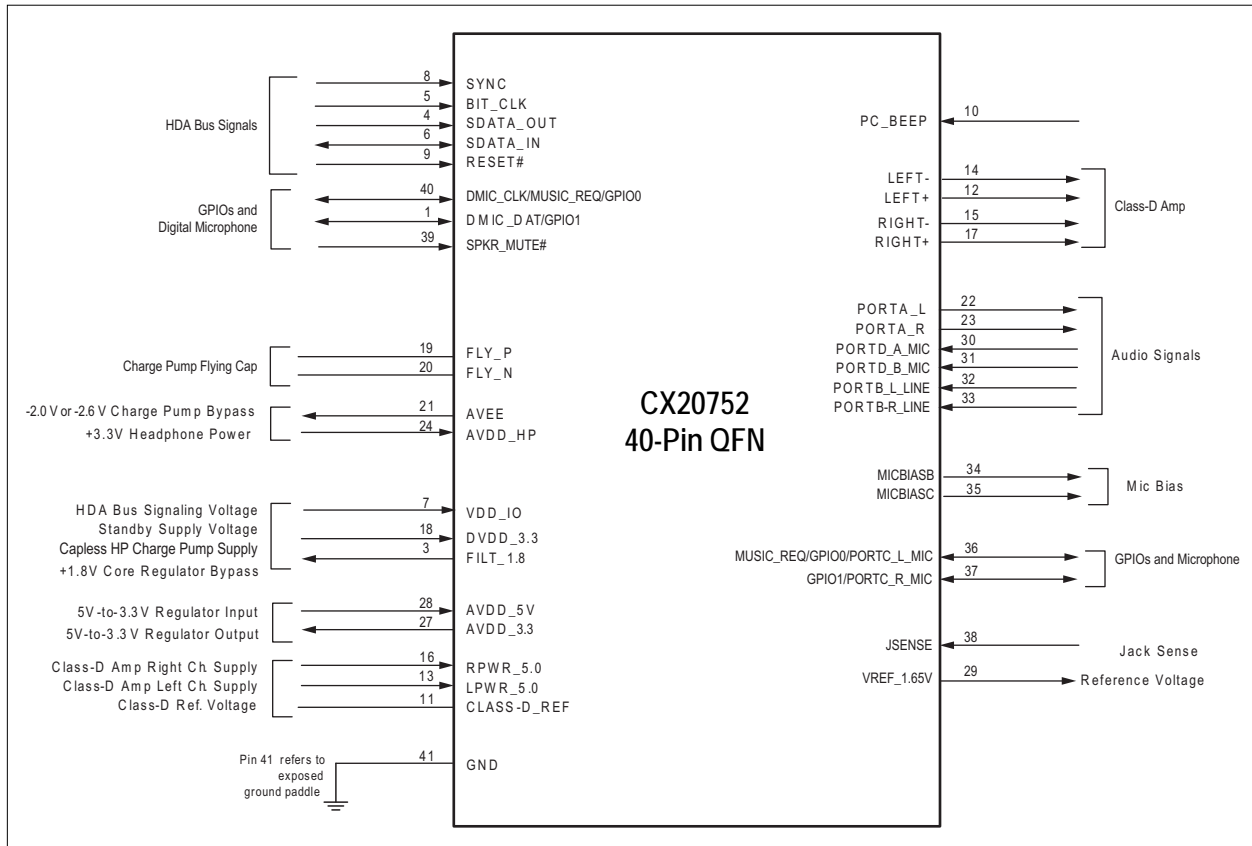 8
SYNC
5
BIT_CLK
4
SDATA_OUT
6
SDATA_IN
9
RESET#
HDA Bus Signals
40
DMIC_CLK/MUSIC_REQ/GPIO0
1
DMIC_DAT/GPIO1
39
SPKR_MUTE#
GPIOs and
Digital Microphone
19
FLY_P
20
FLY_N
Charge Pump Flying Cap
-2.0 V or -2.6 V Charge Pump Bypass
21
AVEE
+3.3V Headphone Power
24
AVDD_HP
HDA Bus Signaling Voltage
7
VDD_IO
Standby Supply Voltage
18
DVDD_3.3
Capless HP Charge Pump Supply
3
FILT_1.8
+1.8V Core Regulator Bypass
5V-to-3.3 V Regulator Input
28
AVDD_5V
5V-to-3.3 V Regulator Output
27
AVDD_3.3
Class-D Amp Right Ch. Supply
16
RPWR_5.0
Class-D Amp Left Ch. Supply
13
LPWR_5.0
Class-D Ref. Voltage
11
CLASS-D_REF
Pin 41 refers to
exposed
ground paddle
41
GND
CX20752
40-Pin QFN
PC_BEEP
10
LEFT-
14
LEFT+
12
RIGHT-
15
RIGHT+
17
Class-D Amp
PORTA_L
22
PORTA_R
23
PORTD_A_MIC
30
PORTD_B_MIC
31
PORTB_L_LINE
32
PORTB-R_LINE
33
Audio Signals
MICBIASB
34
MICBIASC
35
Mic Bias
MUSIC_REQ/GPIO0/PORTC_L_MIC
36
GPIO1/PORTC_R_MIC
37
GPIOs and Microphone
JSENSE
38
Jack Sense
VREF_1.65V
29
Reference Voltage